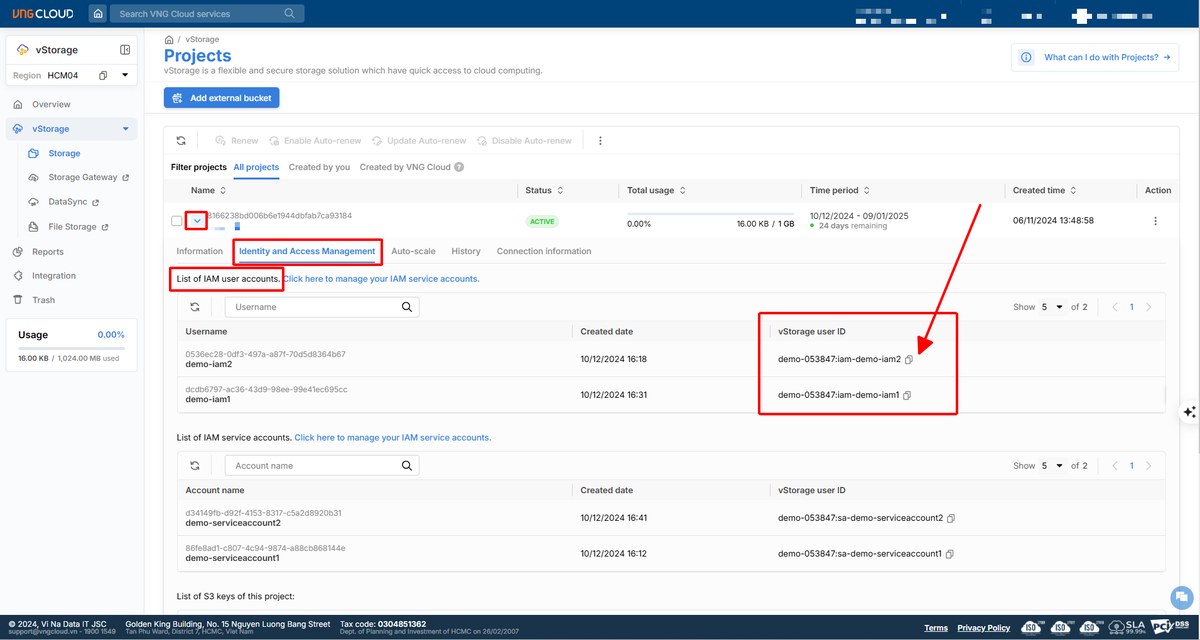 VNG CLOUD
Search VNG Cloud services
vStorage
Region HCM04
Overview
vStorage
Storage
Storage Gateway
DataSync
File Storage
Reports
Integration
Trash
Usage 0.00%
16.00 KB / 1,024.00 MB used
/ vStorage
Projects
vStorage is a flexible and secure storage solution which have quick access to cloud computing.
What can I do with Projects?
Add external bucket
Renew Enable Auto-renew Update Auto-renew Disable Auto-renew
Filter projects All projects Created by you Created by VNG Cloud ?
Name Status Total usage Time period Created time Action
3166238bd006b6e1944dbfab7ca93184 ACTIVE 0.00% 16.00 KB / 1 GB 10/12/2024 - 09/01/2025 06/11/2024 13:48:58
24 days remaining
Information Identity and Access Management Auto-scale History Connection information
List of IAM user accounts. Click here to manage your IAM service accounts.
Username Show 5 of 2 1
Username Created date vStorage user ID
0536ec28-0df3-497a-a87f-70d5d8364b67
demo-iam2 10/12/2024 16:18 demo-053847:iam-demo-iam2
dcdb6797-ac36-43d9-98ee-99e41ec695cc
demo-iam1 10/12/2024 16:31 demo-053847:iam-demo-iam1
List of IAM service accounts. Click here to manage your IAM service accounts.
Account name Show 5 of 2 1
Account name Created date vStorage user ID
d34149fb-d92f-4153-8317-c5a2d8920b31
demo-serviceaccount2 10/12/2024 16:41 demo-053847:sa-demo-serviceaccount2
86fe8ad1-c807-4c94-9874-a88cb868144e
demo-serviceaccount1 10/12/2024 16:12 demo-053847:sa-demo-serviceaccount1
List of S3 keys of this project:
© 2024, Vi Na Data IT JSC
support@vngcloud.vn - 1900 1549
Golden King Building, No. 15 Nguyen Luong Bang Street
Tan Phu Ward, District 7, HCMC, Viet Nam
Tax code: 0304851362
Dept. of Planning and Investment of HCMC on 26/02/2007
Terms Privacy Policy ISO ISO ISO SLA 99.99% PCI DSS